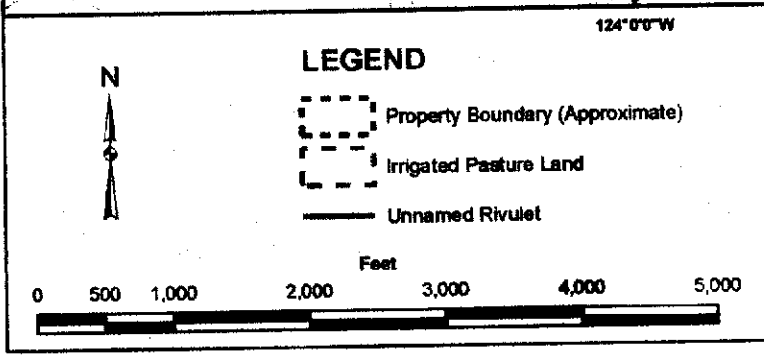 124°0'0"W
LEGEND
N
Property Boundary (Approximate)
Irrigated Pasture Land
Unnamed Rivulet
Feet
0 500 1,000 2,000 3,000 4,000 5,000